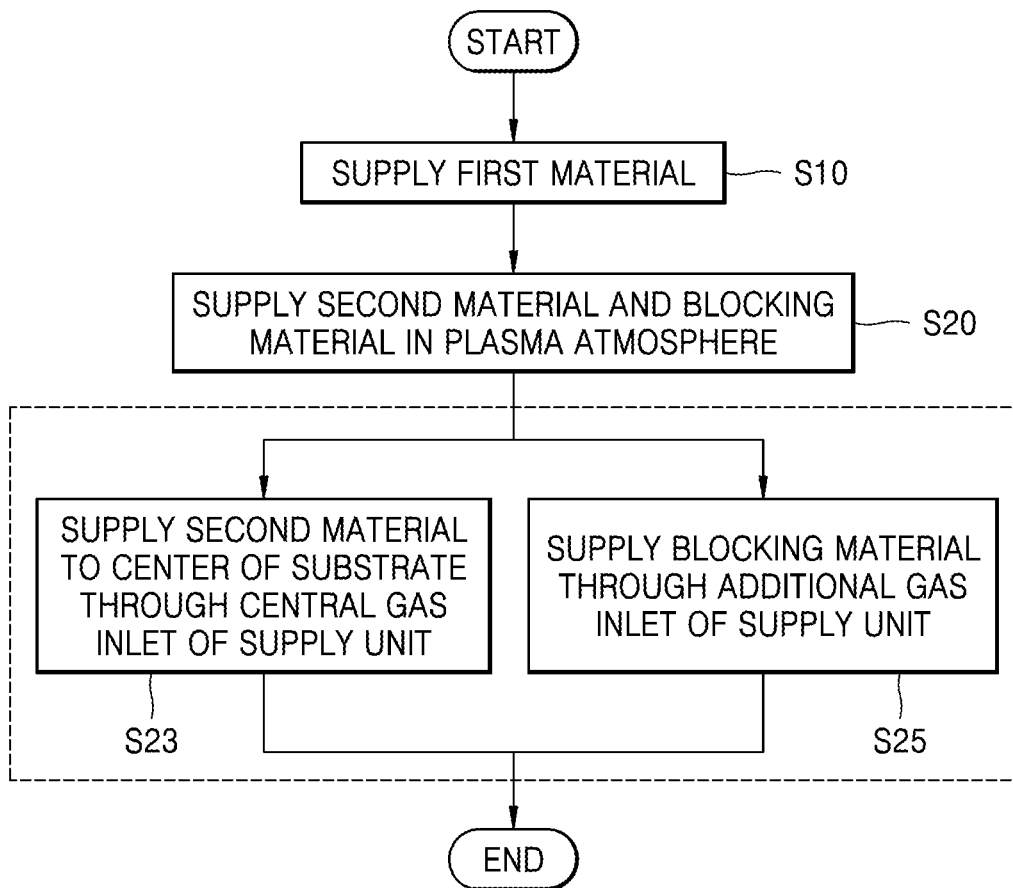 START
SUPPLY FIRST MATERIAL
S10
SUPPLY SECOND MATERIAL AND BLOCKING
MATERIAL IN PLASMA ATMOSPHERE
S20
SUPPLY SECOND MATERIAL
TO CENTER OF SUBSTRATE
THROUGH CENTRAL GAS
INLET OF SUPPLY UNIT
S23
SUPPLY BLOCKING MATERIAL
THROUGH ADDITIONAL GAS
INLET OF SUPPLY UNIT
S25
END